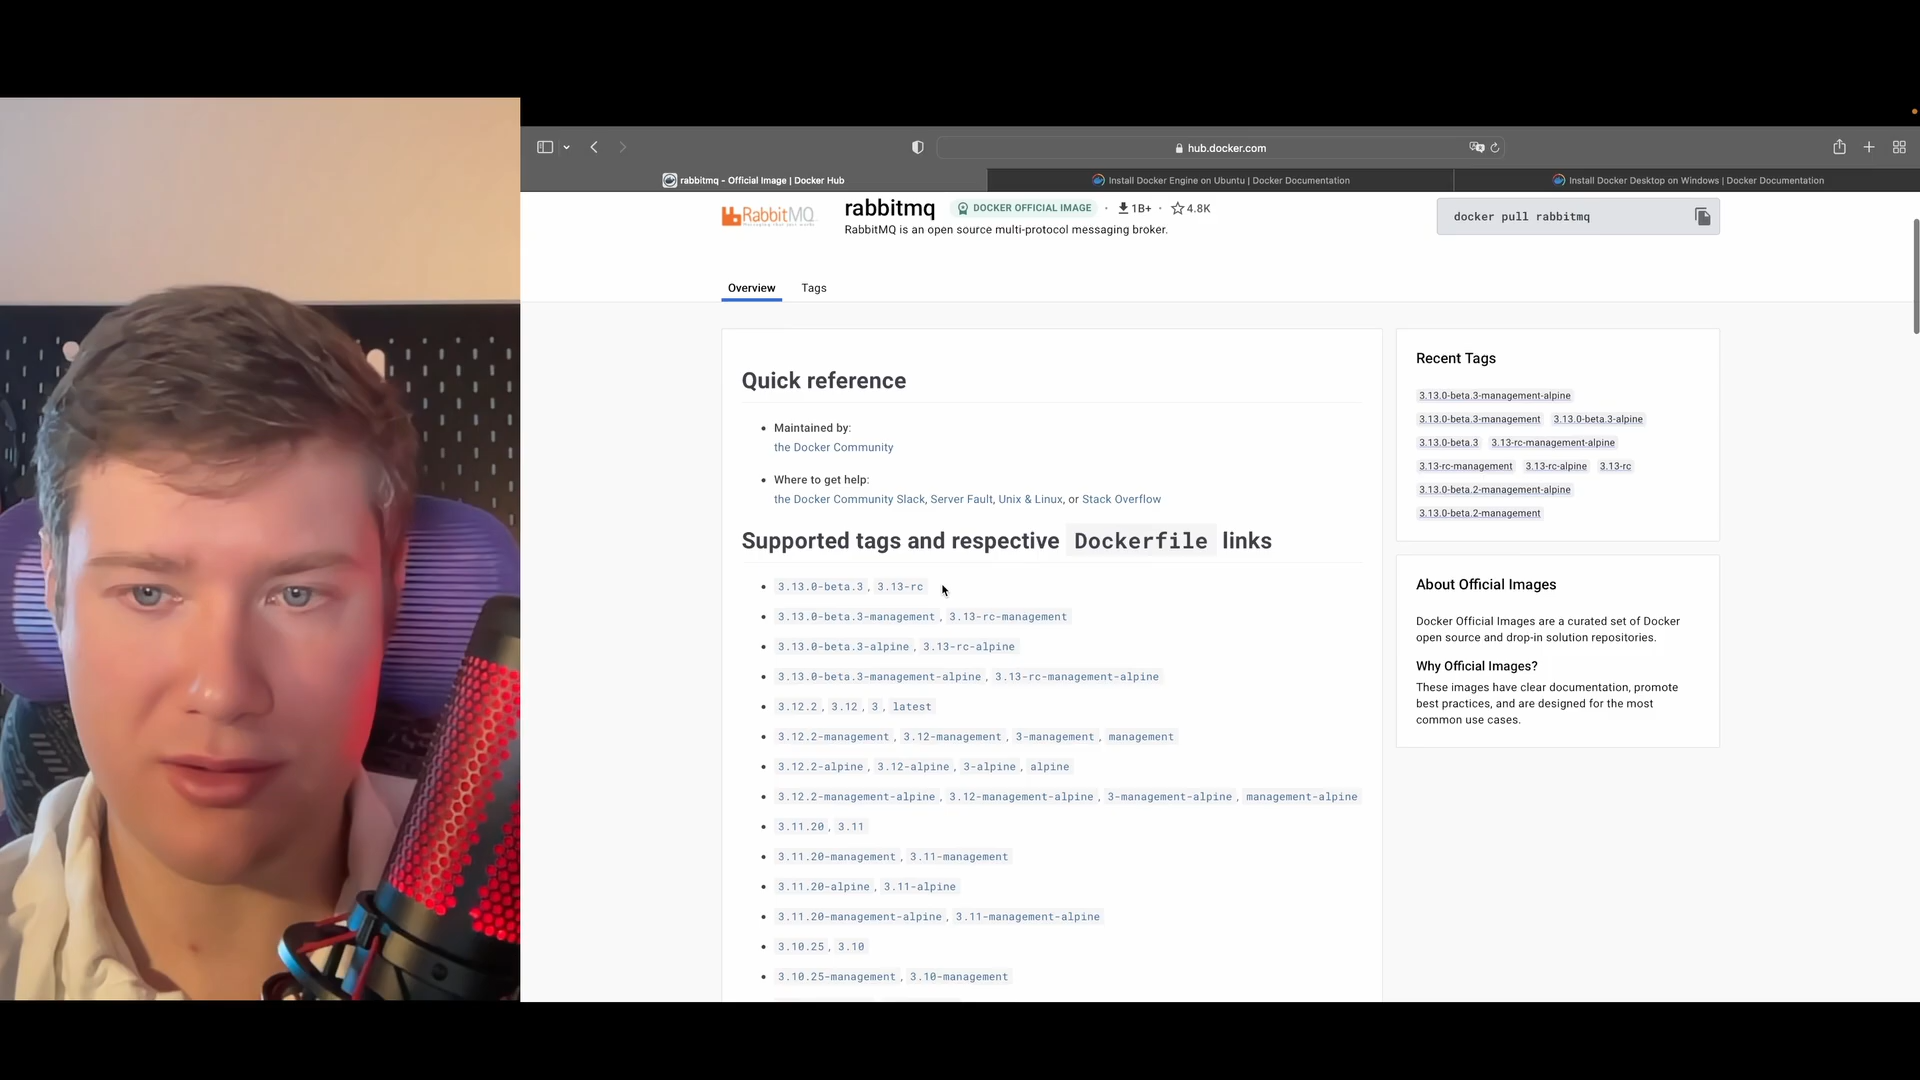 hub.docker.com
rabbitmq - Official Image | Docker Hub
Install Docker Engine on Ubuntu | Docker Documentation
Install Docker Desktop on Windows | Docker Documentation
RabbitMQ
rabbitmq
DOCKER OFFICIAL IMAGE · 1B+ · 4.8K
RabbitMQ is an open source multi-protocol messaging broker.
docker pull rabbitmq
Overview
Tags
Quick reference
• Maintained by:
the Docker Community
• Where to get help:
the Docker Community Slack, Server Fault, Unix & Linux, or Stack Overflow
Supported tags and respective Dockerfile links
• 3.13.0-beta.3, 3.13-rc
• 3.13.0-beta.3-management, 3.13-rc-management
• 3.13.0-beta.3-alpine, 3.13-rc-alpine
• 3.13.0-beta.3-management-alpine, 3.13-rc-management-alpine
• 3.12.2, 3.12, 3, latest
• 3.12.2-management, 3.12-management, 3-management, management
• 3.12.2-alpine, 3.12-alpine, 3-alpine, alpine
• 3.12.2-management-alpine, 3.12-management-alpine, 3-management-alpine, management-alpine
• 3.11.20, 3.11
• 3.11.20-management, 3.11-management
• 3.11.20-alpine, 3.11-alpine
• 3.11.20-management-alpine, 3.11-management-alpine
• 3.10.25, 3.10
• 3.10.25-management, 3.10-management
Recent Tags
3.13.0-beta.3-management-alpine
3.13.0-beta.3-management 3.13.0-beta.3-alpine
3.13.0-beta.3 3.13-rc-management-alpine
3.13-rc-management 3.13-rc-alpine 3.13-rc
3.13.0-beta.2-management-alpine
3.13.0-beta.2-management
About Official Images
Docker Official Images are a curated set of Docker
open source and drop-in solution repositories.
Why Official Images?
These images have clear documentation, promote
best practices, and are designed for the most
common use cases.